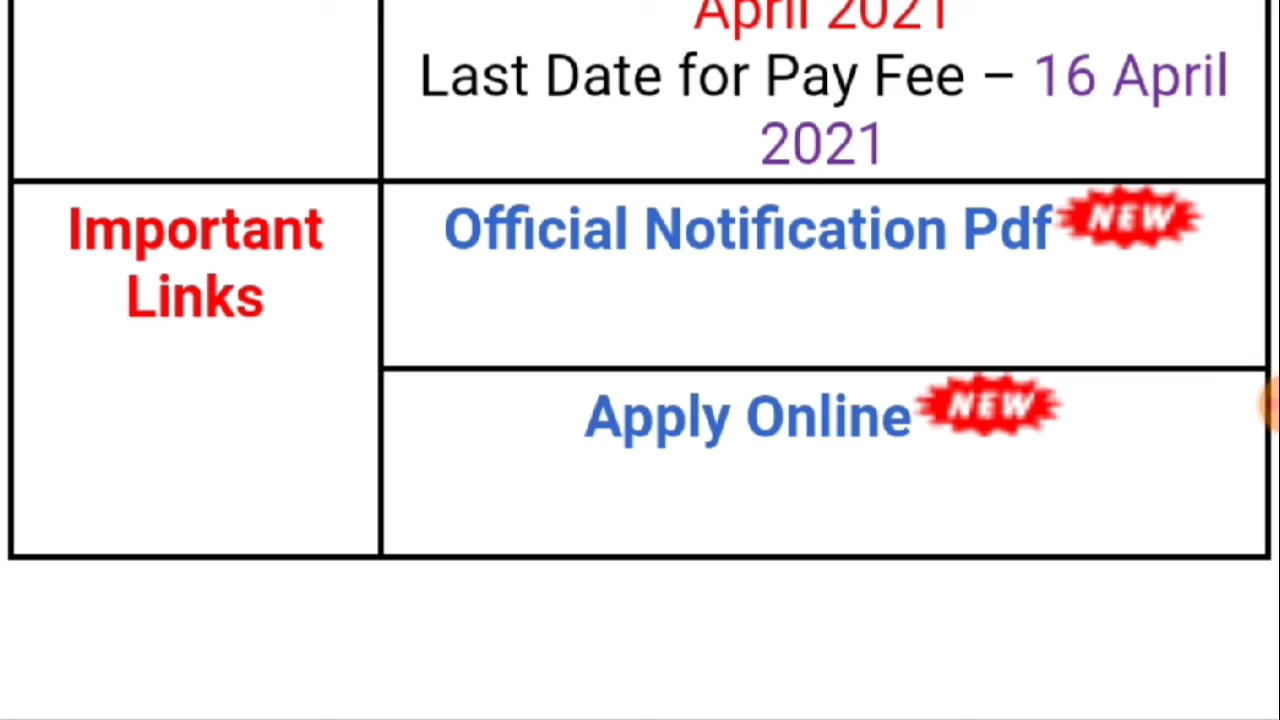 April 2021
Last Date for Pay Fee – 16 April
2021
Important
Links
Official Notification Pdf NEW
Apply Online NEW